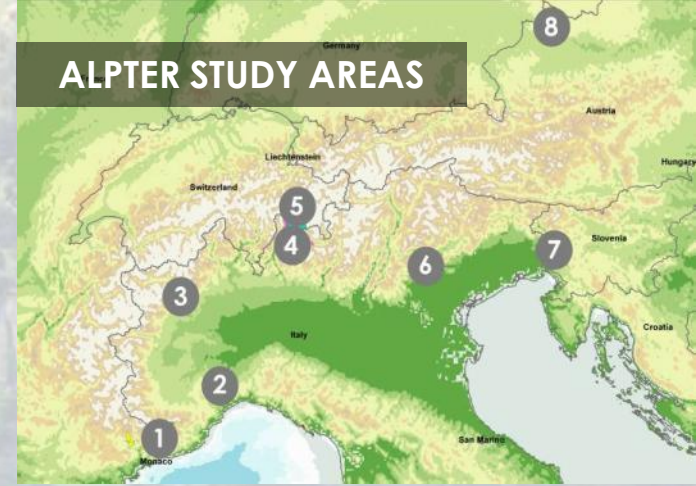 8
Germany
ALPTER STUDY AREAS
Austria
Liechtenstein
Hungary
Switzerland
5
Slovenia
4
7
6
3
Croatia
Italy
2
San Marino
1
Monaco